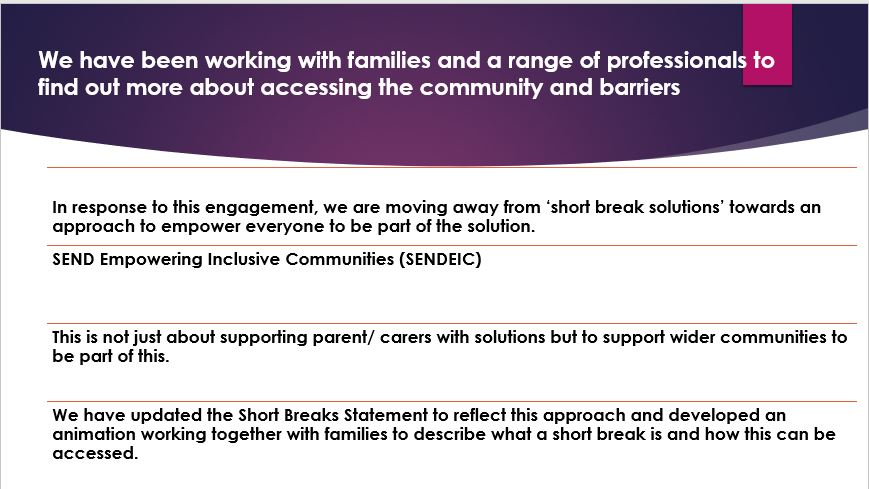 We have been working with families and a range of professionals to
find out more about accessing the community and barriers
In response to this engagement, we are moving away from ‘short break solutions’ towards an
approach to empower everyone to be part of the solution.
SEND Empowering Inclusive Communities (SENDEIC)
This is not just about supporting parent/ carers with solutions but to support wider communities to
be part of this.
We have updated the Short Breaks Statement to reflect this approach and developed an
animation working together with families to describe what a short break is and how this can be
accessed.